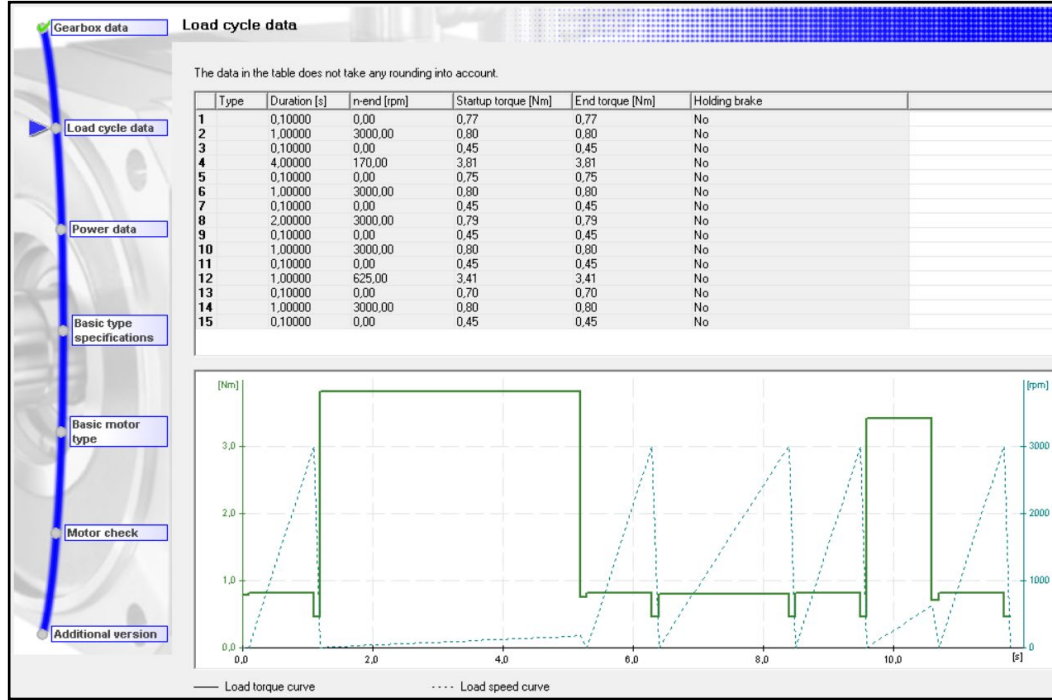 Load cycle data
Gearbox data
Load cycle data
Power data
Basic type
specifications
Basic motor
type
Motor check
Additional version
The data in the table does not take any rounding into account.
Type Duration [s] n-end [rpm] Startup torque [Nm] End torque [Nm] Holding brake
1 0,10000 0,00 0,77 0,77 No
2 1,00000 3000,00 0,80 0,80 No
3 0,10000 0,00 0,45 0,45 No
4 4,00000 170,00 3,81 3,81 No
5 0,10000 0,00 0,75 0,75 No
6 1,00000 3000,00 0,80 0,80 No
7 0,10000 0,00 0,45 0,45 No
8 2,00000 3000,00 0,79 0,79 No
9 0,10000 0,00 0,45 0,45 No
10 1,00000 3000,00 0,80 0,80 No
11 0,10000 0,00 0,45 0,45 No
12 1,00000 625,00 3,41 3,41 No
13 0,10000 0,00 0,70 0,70 No
14 1,00000 3000,00 0,80 0,80 No
15 0,10000 0,00 0,45 0,45 No
[Nm] [rpm]
3,0 3000
2,0 2000
1,0 1000
0,0 0
0,0 2,0 4,0 6,0 8,0 10,0 [s]
Load torque curve Load speed curve